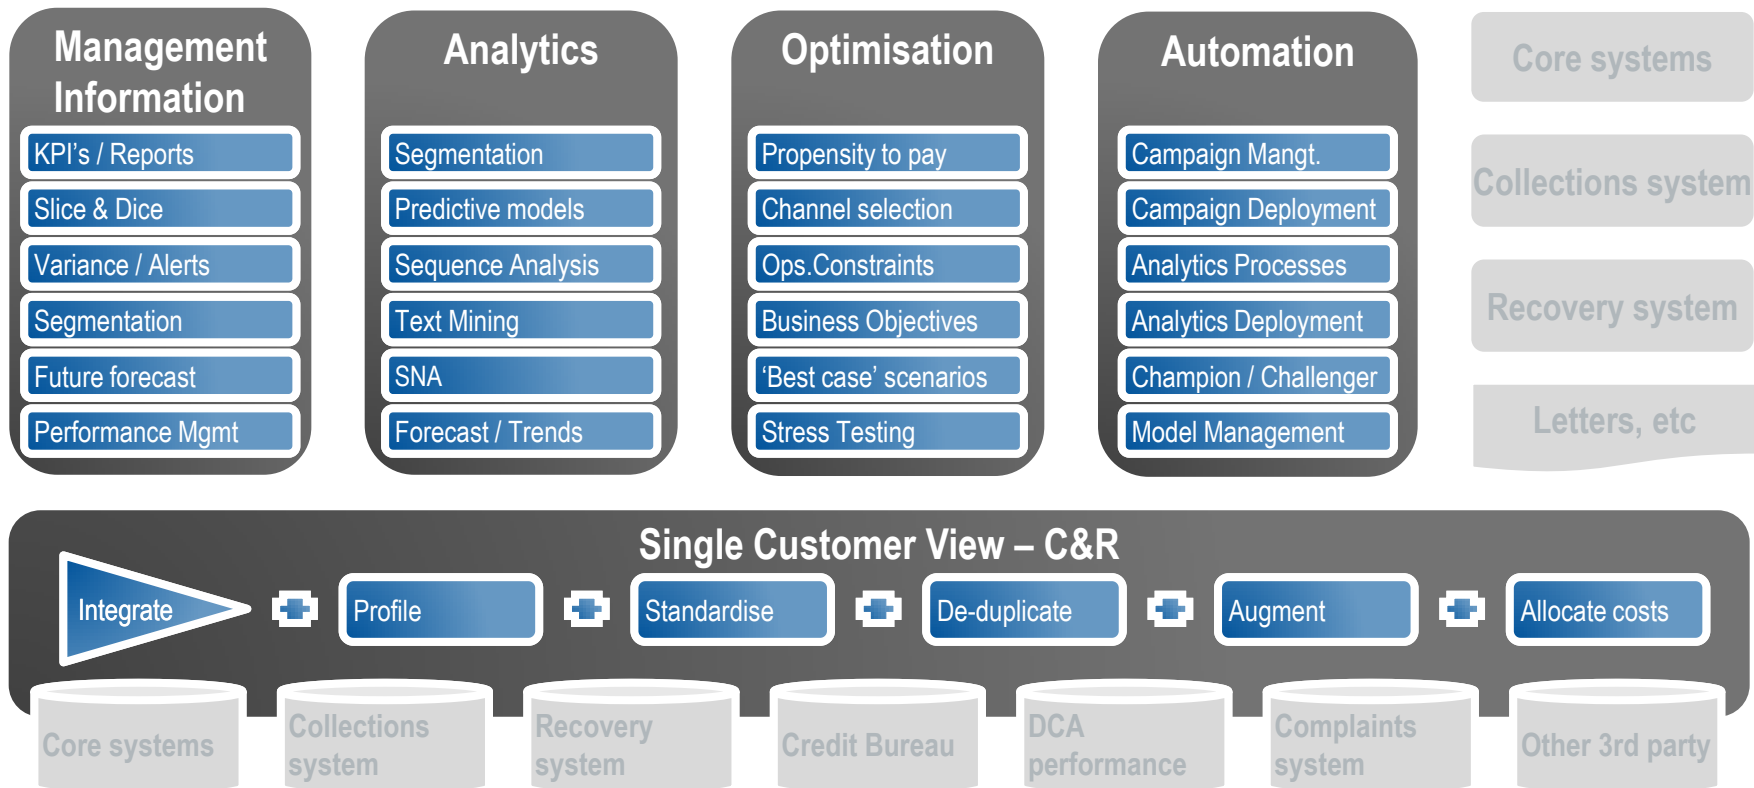 Management
Information
KPI's / Reports
Slice & Dice
Variance / Alerts
Segmentation
Future forecast
Performance Mgmt
Analytics
Segmentation
Predictive models
Sequence Analysis
Text Mining
SNA
Forecast / Trends
Optimisation
Propensity to pay
Channel selection
Ops.Constraints
Business Objectives
‘Best case’ scenarios
Stress Testing
Automation
Campaign Mangt.
Campaign Deployment
Analytics Processes
Analytics Deployment
Champion / Challenger
Model Management
Core systems
Collections system
Recovery system
Letters, etc
Single Customer View – C&R
Integrate
Profile
Standardise
De-duplicate
Augment
Allocate costs
Core systems
Collections
system
Recovery
system
Credit Bureau
DCA
performance
Complaints
system
Other 3rd party